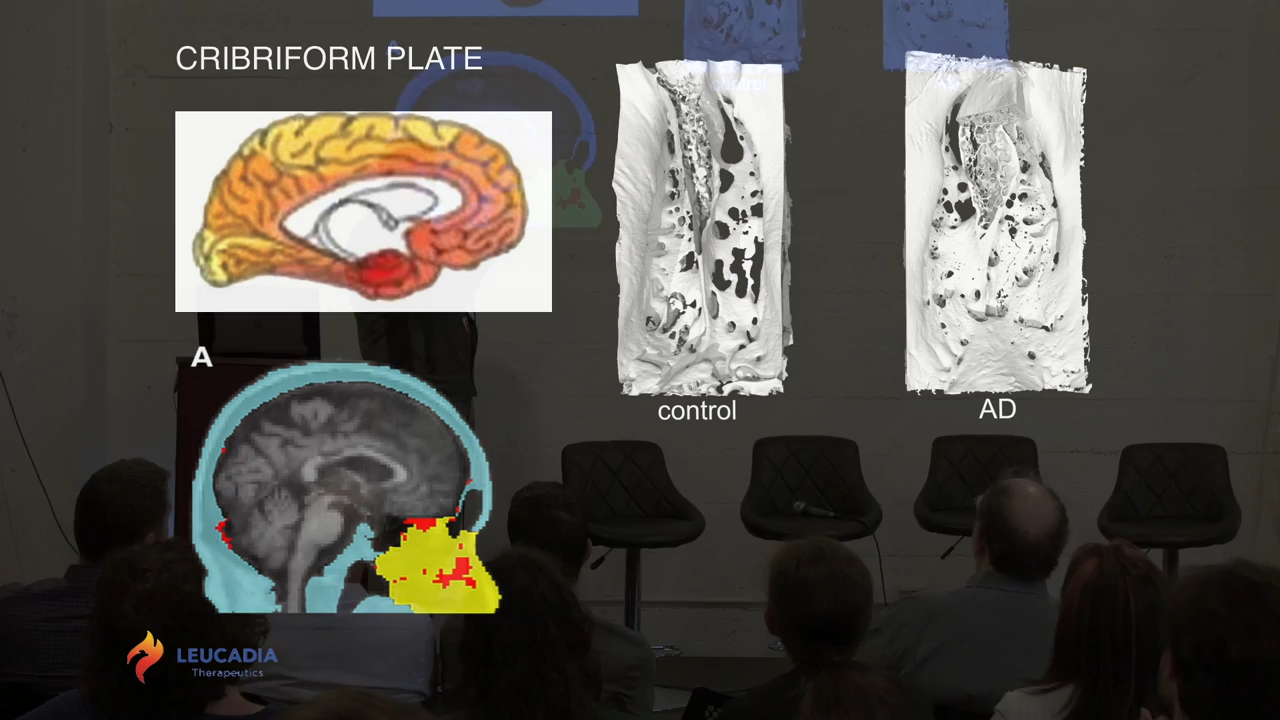 CRIBRIFORM PLATE
A
control
AD
LEUCADIA
Therapeutics